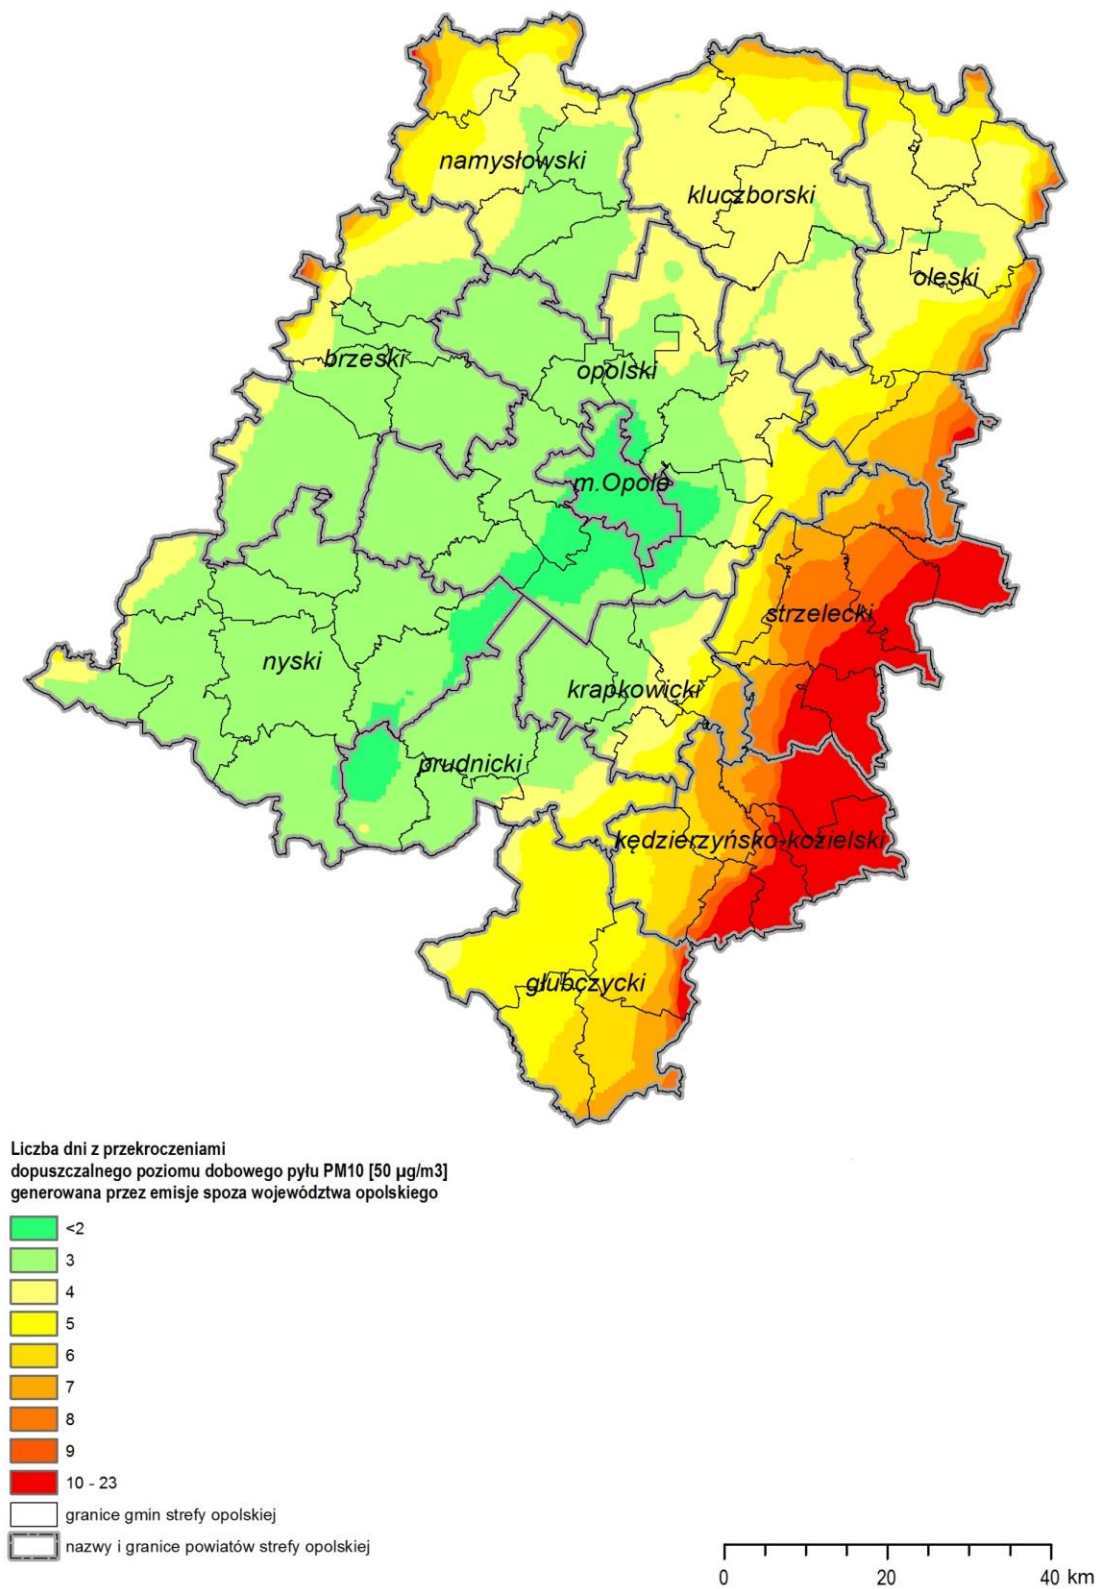 namysłowski
kluczborski
oleski
brzeski
opolski
m.Opole
strzelecki
nyski
krapkowicki
prudnicki
kędzierzyńsko-kozielski
głubczycki
Liczba dni z przekroczeniami
dopuszczalnego poziomu dobowego pyłu PM10 [50 µg/m3]
generowana przez emisje spoza województwa opolskiego
<2
3
4
5
6
7
8
9
10 - 23
granice gmin strefy opolskiej
nazwy i granice powiatów strefy opolskiej
0 20 40 km